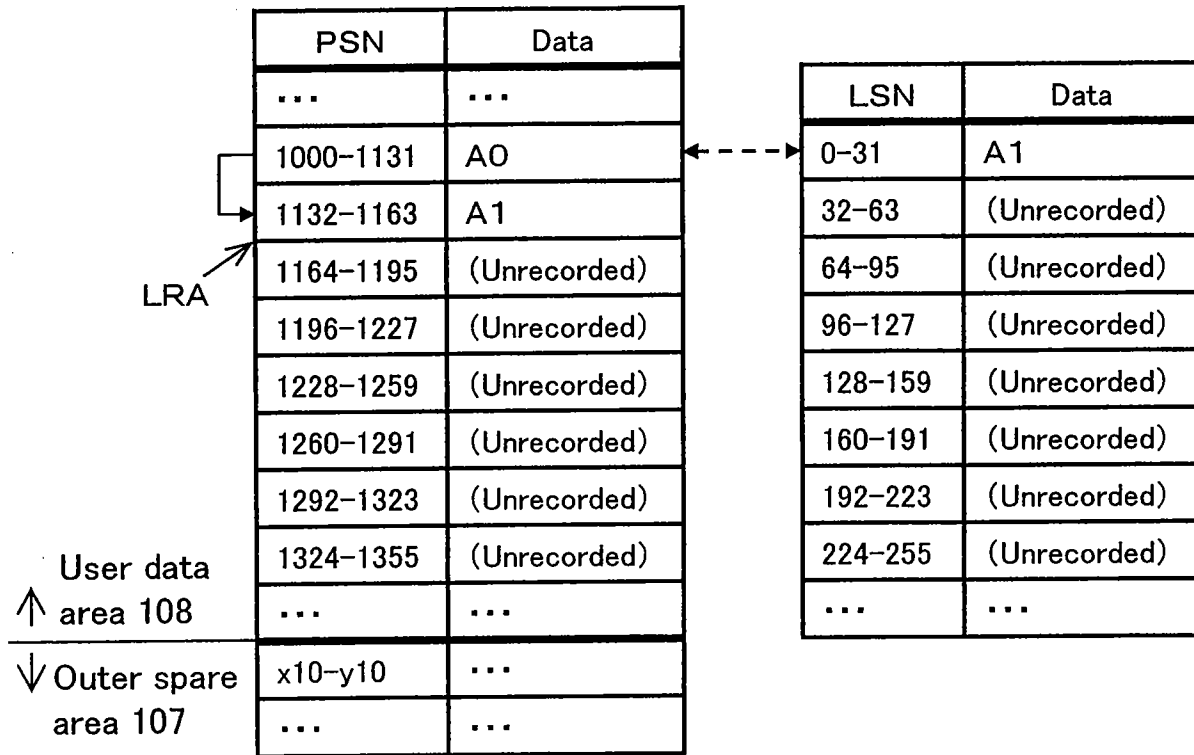 PSN Data
... ...
1000-1131 A0
1132-1163 A1
1164-1195 (Unrecorded)
1196-1227 (Unrecorded)
1228-1259 (Unrecorded)
1260-1291 (Unrecorded)
1292-1323 (Unrecorded)
1324-1355 (Unrecorded)
... ...
x10-y10 ...
... ...
LRA
User data
area 108
Outer spare
area 107
LSN Data
0-31 A1
32-63 (Unrecorded)
64-95 (Unrecorded)
96-127 (Unrecorded)
128-159 (Unrecorded)
160-191 (Unrecorded)
192-223 (Unrecorded)
224-255 (Unrecorded)
... ...